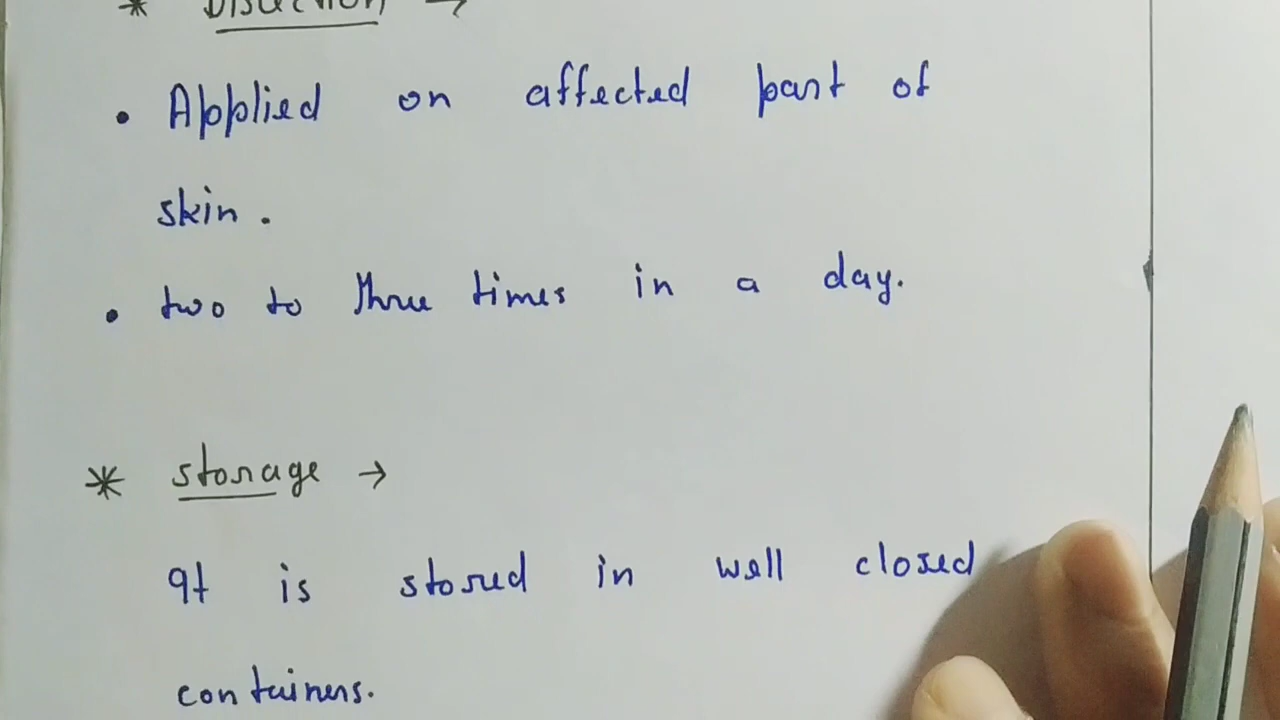 * Direction →
• Applied on affected part of
skin.
• two to three times in a day.
* storage →
It is stored in well closed
containers.